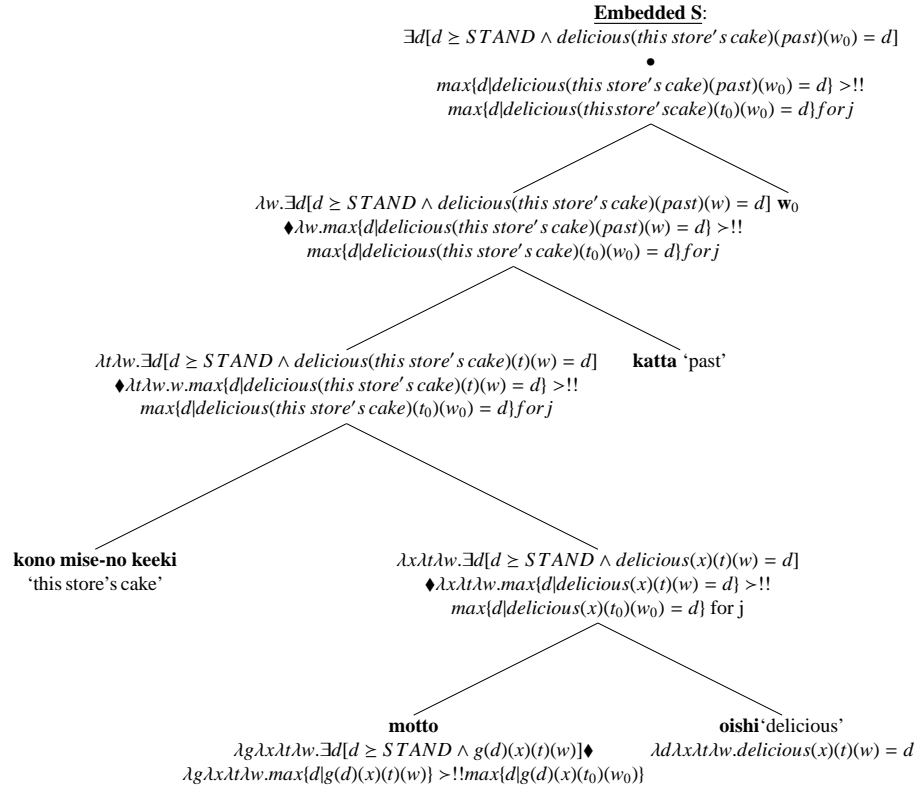 Embedded S:
∃d[d ⪰ STAND ∧ delicious(this store's cake)(past)(w₀) = d]
•
max{d|delicious(this store's cake)(past)(w₀) = d} >!!
max{d|delicious(thisstore'scake)(t₀)(w₀) = d}forj
λw.∃d[d ⪰ STAND ∧ delicious(this store's cake)(past)(w) = d] w₀
♦λw.max{d|delicious(this store's cake)(past)(w) = d} >!!
max{d|delicious(this store's cake)(t₀)(w₀) = d}forj
λtλw.∃d[d ⪰ STAND ∧ delicious(this store's cake)(t)(w) = d] katta ‘past’
♦λtλw.w.max{d|delicious(this store's cake)(t)(w) = d} >!!
max{d|delicious(this store's cake)(t₀)(w₀) = d}forj
kono mise-no keeki
‘this store’s cake’
λxλtλw.∃d[d ⪰ STAND ∧ delicious(x)(t)(w) = d]
♦λxλtλw.max{d|delicious(x)(t)(w) = d} >!!
max{d|delicious(x)(t₀)(w₀) = d} for j
motto
λgλxλtλw.∃d[d ⪰ STAND ∧ g(d)(x)(t)(w)]♦
λgλxλtλw.max{d|g(d)(x)(t)(w)} >!!max{d|g(d)(x)(t₀)(w₀)}
oishi‘delicious’
λdλxλtλw.delicious(x)(t)(w) = d